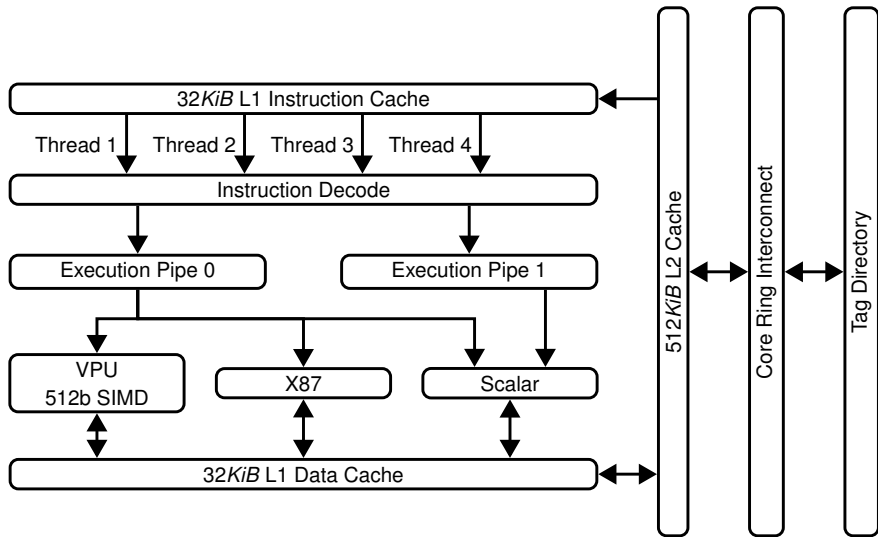 32KiB L1 Instruction Cache
Thread 1 Thread 2 Thread 3 Thread 4
Instruction Decode
Execution Pipe 0
Execution Pipe 1
VPU
512b SIMD
X87
Scalar
32KiB L1 Data Cache
512KiB L2 Cache
Core Ring Interconnect
Tag Directory